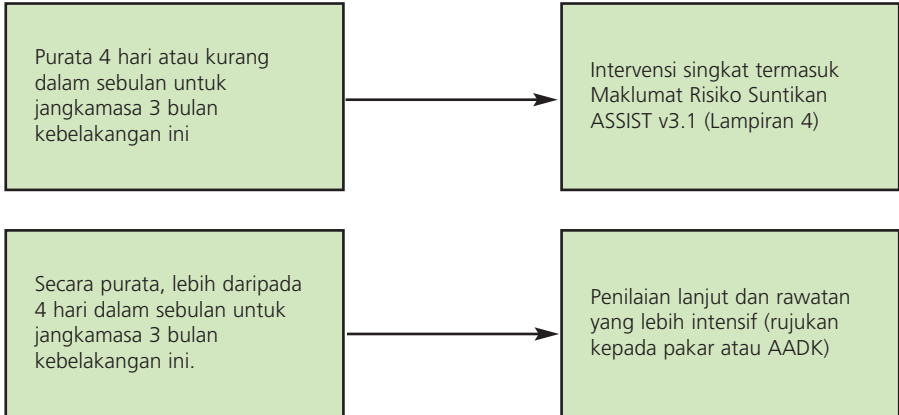 Purata 4 hari atau kurang
dalam sebulan untuk
jangkamasa 3 bulan
kebelakangan ini
Intervensi singkat termasuk
Maklumat Risiko Suntikan
ASSIST v3.1 (Lampiran 4)
Secara purata, lebih daripada
4 hari dalam sebulan untuk
jangkamasa 3 bulan
kebelakangan ini.
Penilaian lanjut dan rawatan
yang lebih intensif (rujukan
kepada pakar atau AADK)